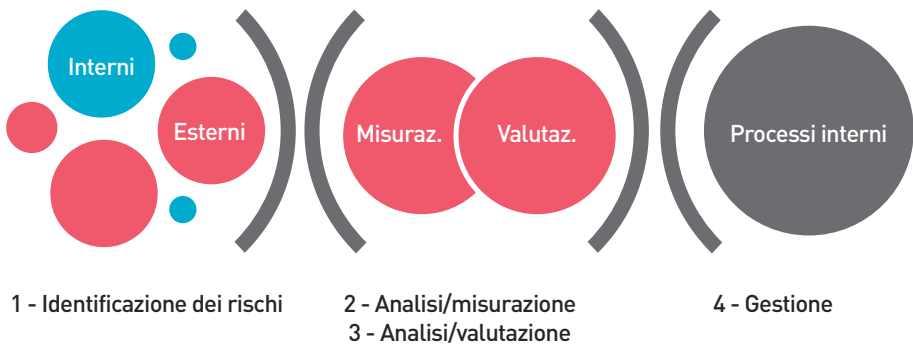 Interni
Esterni
Misuraz.
Valutaz.
Processi interni
1 - Identificazione dei rischi
2 - Analisi/misurazione
3 - Analisi/valutazione
4 - Gestione